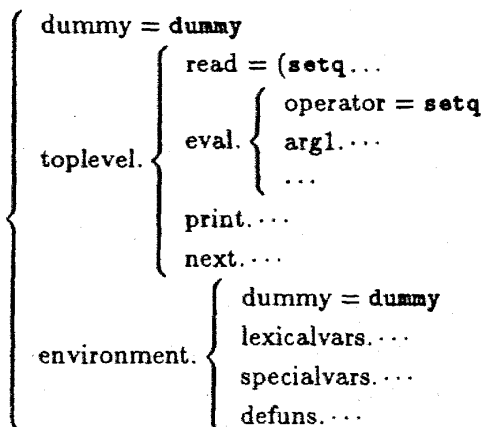 dummy = dummy
read = (setq...
operator = setq
eval.
arg1....
toplevel.
...
print....
next....
dummy = dummy
lexicalvars....
environment.
specialvars....
defuns....